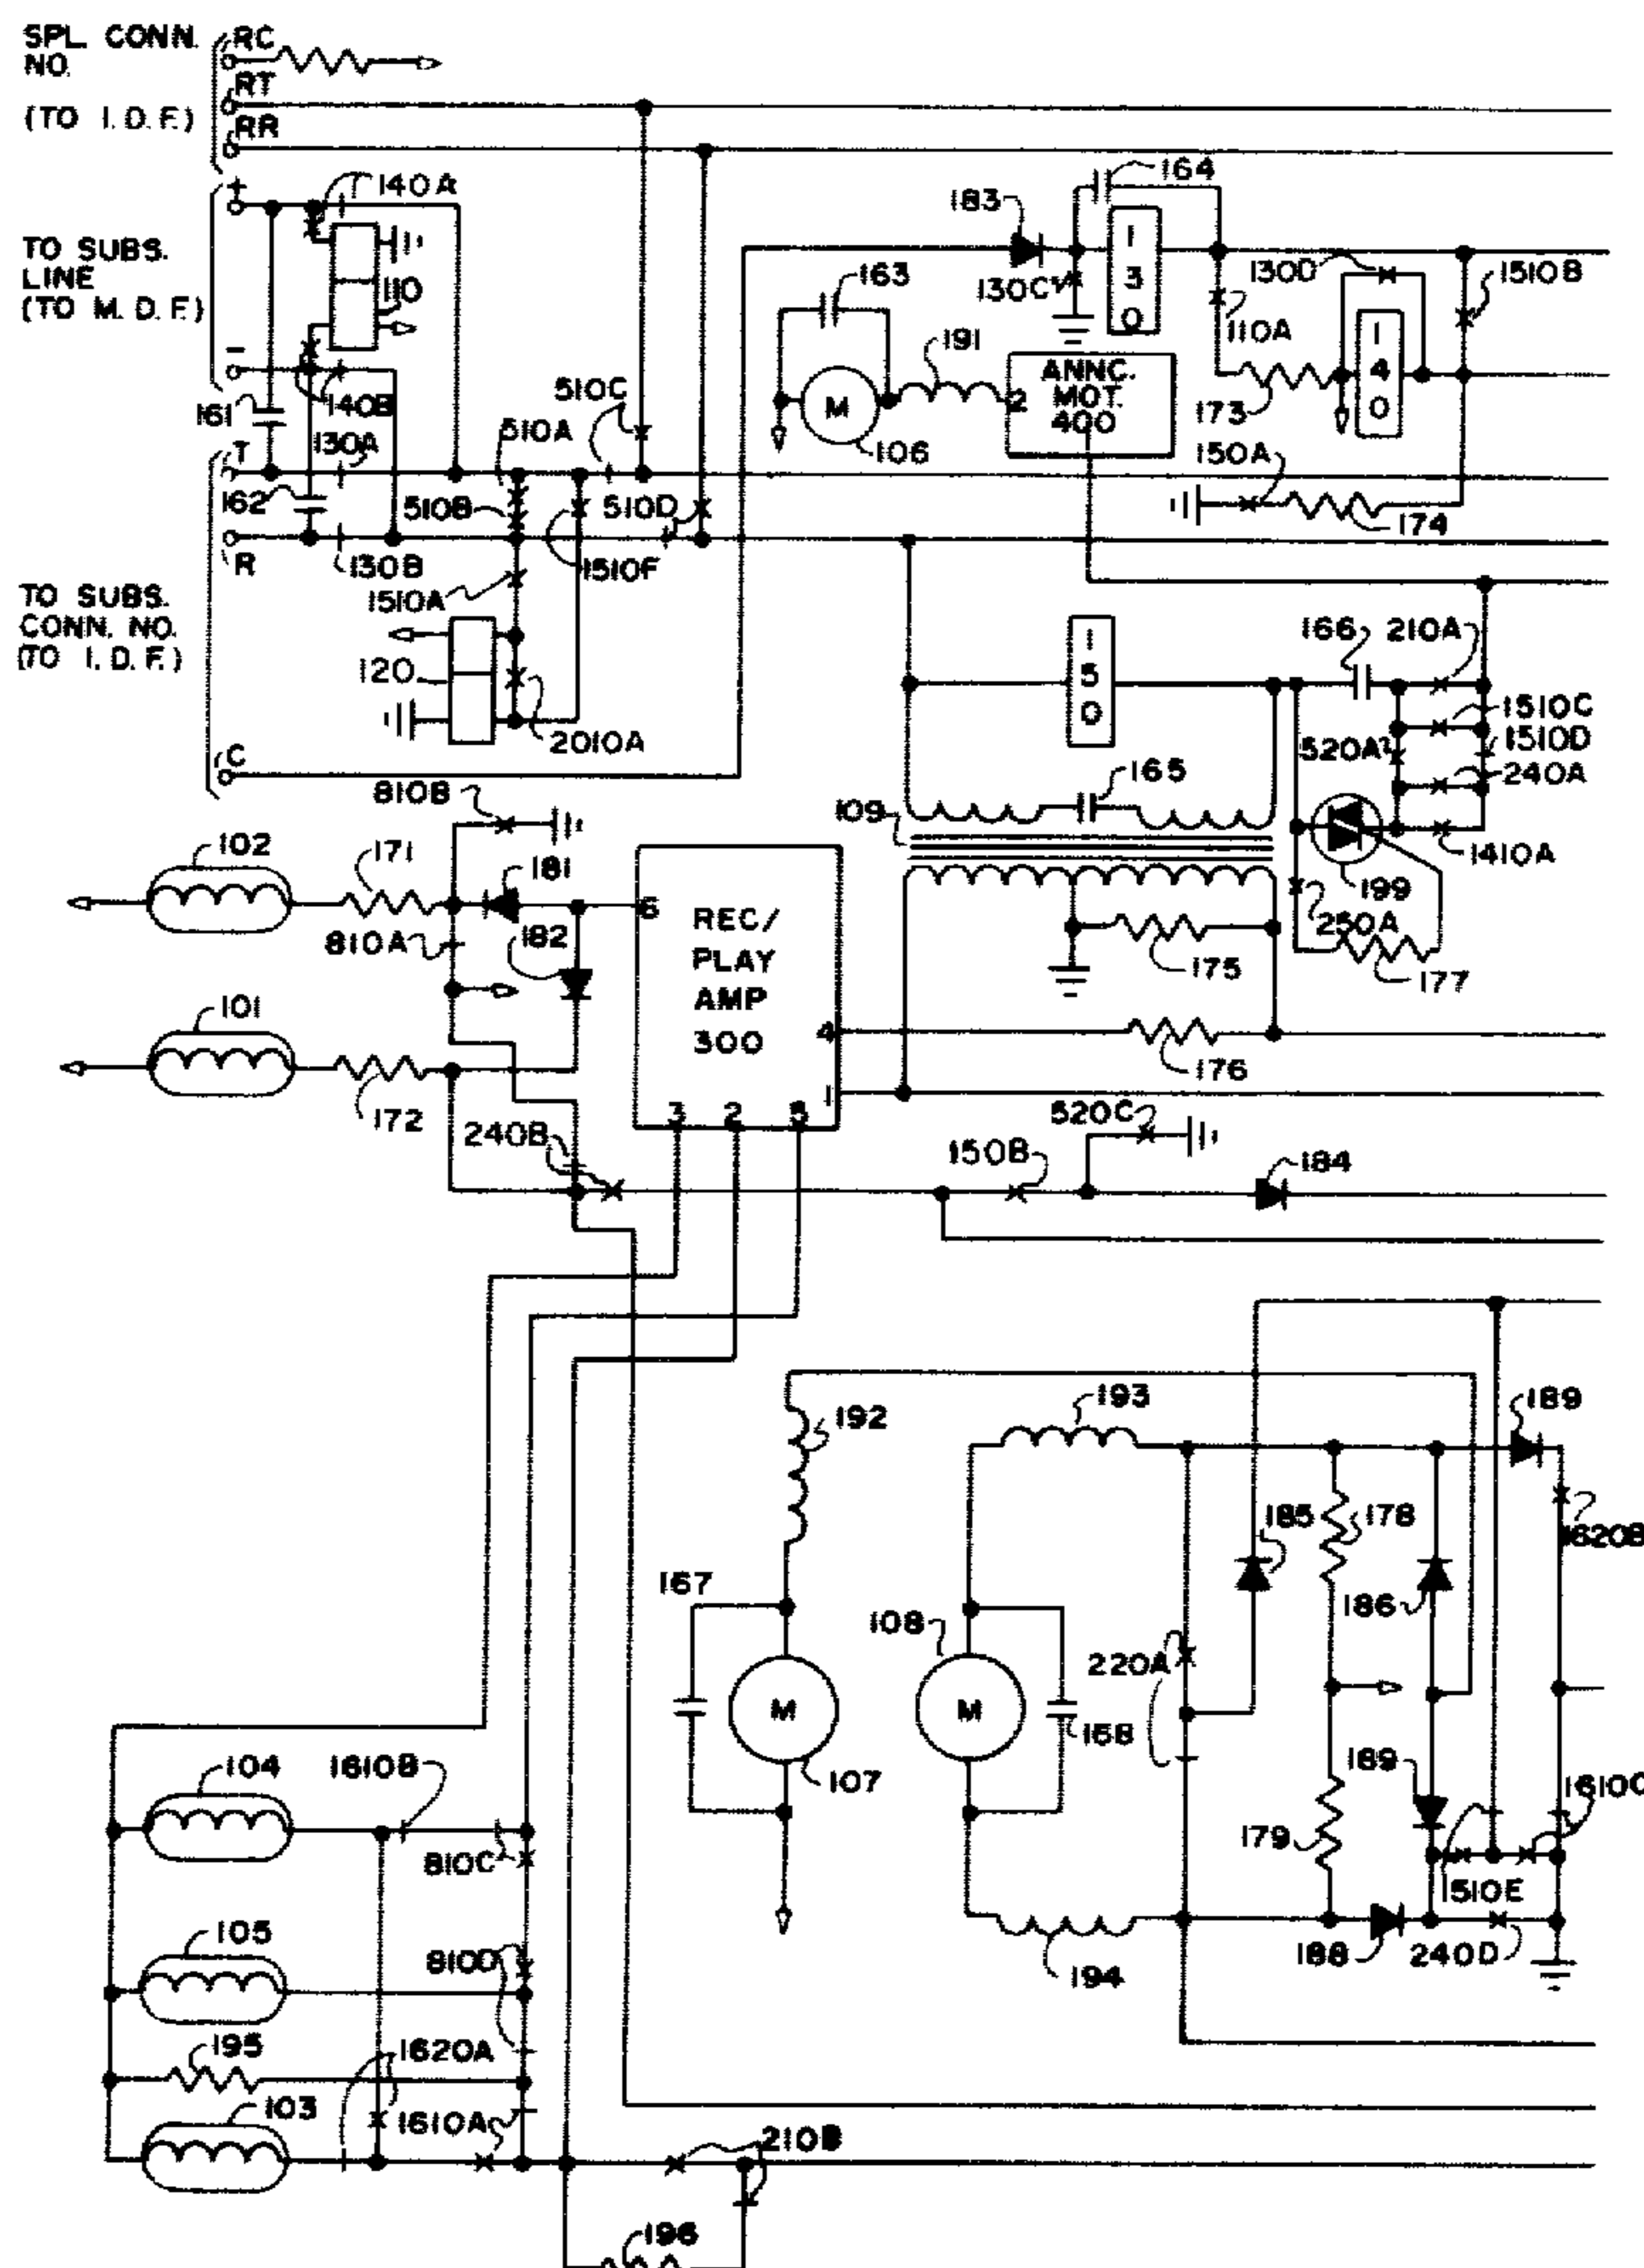 SPL. CONN.
NO.
(TO I. D. F.)
RC
RT
RR
+
TO SUBS.
LINE
(TO M. D. F.)
-
140A
110
140B
161
130A
T
162
R
130B
TO SUBS.
CONN. NO.
(TO I. D. F.)
C
510A
510C
510B
510D
1510F
1510A
120
2010A
183
164
130C
1
3
0
163
M
106
191
2
ANNC.
MOT.
400
130D
1510B
110A
1
4
0
173
150A
174
1
5
0
166
210A
1510C
520A
1510D
240A
165
109
1410A
199
250A
177
175
176
810B
102
171
181
182
810A
101
172
6
REC/
PLAY
AMP
300
4
1
3
2
5
240B
520C
150B
184
192
193
189
185
178
1620B
186
167
M
107
108
M
168
220A
189
1610C
179
1510E
188
240D
194
104
1610B
810C
105
810D
195
1620A
103
1610A
210B
196